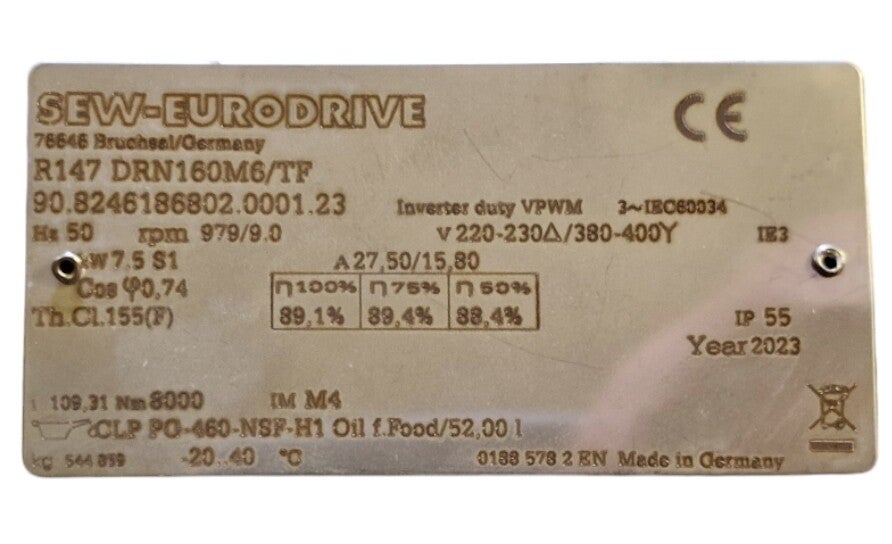 SEW-EURODRIVE CE
76646 Bruchsal/Germany
R147 DRN160M6/TF
90.8246186802.0001.23 Inverter duty VPWM 3~IEC60034
Hz 50 rpm 979/9.0 V 220-230Δ/380-400Y IE3
kW 7.5 S1 A 27,50/15,80
Cos φ0,74 η100% η75% η50%
Th.Cl.155(F) 89,1% 89,4% 88,4% IP 55
Year 2023
i 109,31 Nm 8000 IM M4
CLP PG-460-NSF-H1 Oil f.Food/52,00 l
kg -20..40 °C 0188 578 2 EN Made in Germany